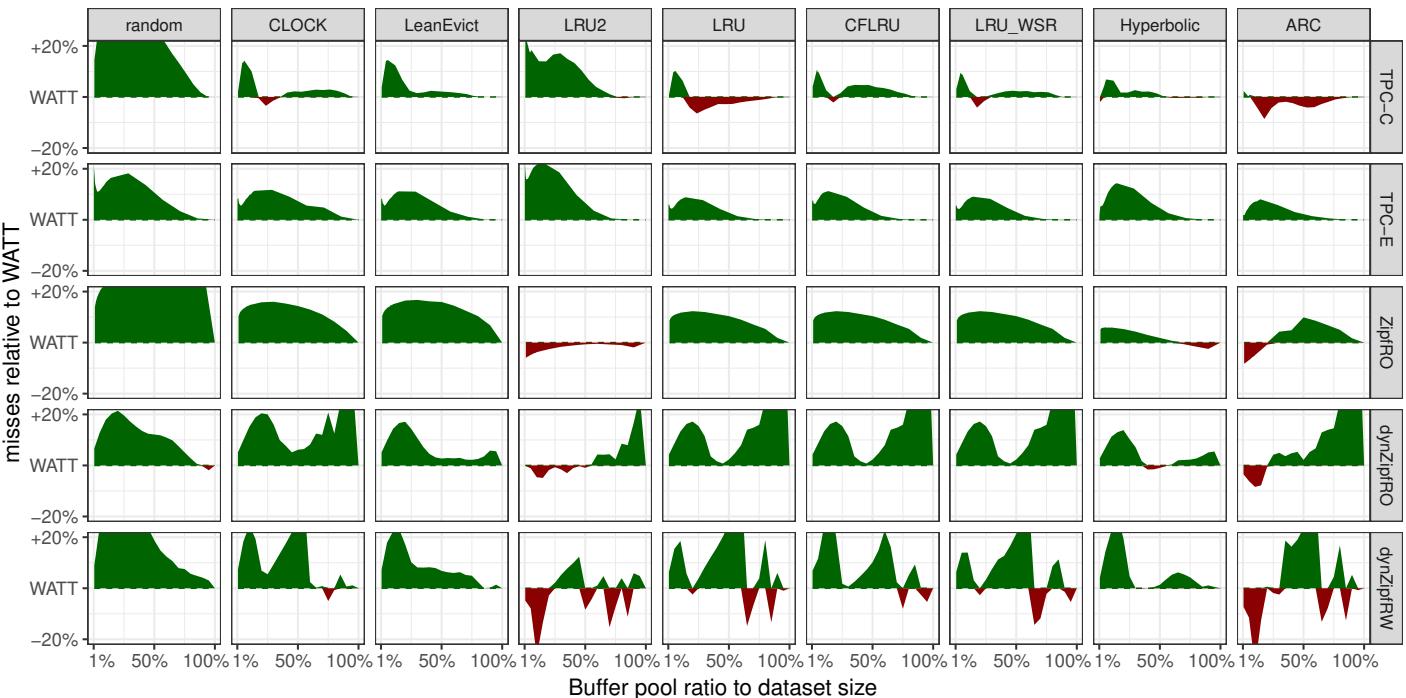 random CLOCK LeanEvict LRU2 LRU CFLRU LRU_WSR Hyperbolic ARC
+20%
WATT
−20%
TPC−C
+20%
WATT
−20%
TPC−E
+20%
WATT
−20%
ZipfRO
+20%
WATT
−20%
dynZipfRO
+20%
WATT
−20%
dynZipfRW
misses relative to WATT
1% 50% 100% 1% 50% 100% 1% 50% 100% 1% 50% 100% 1% 50% 100% 1% 50% 100% 1% 50% 100% 1% 50% 100% 1% 50% 100%
Buffer pool ratio to dataset size